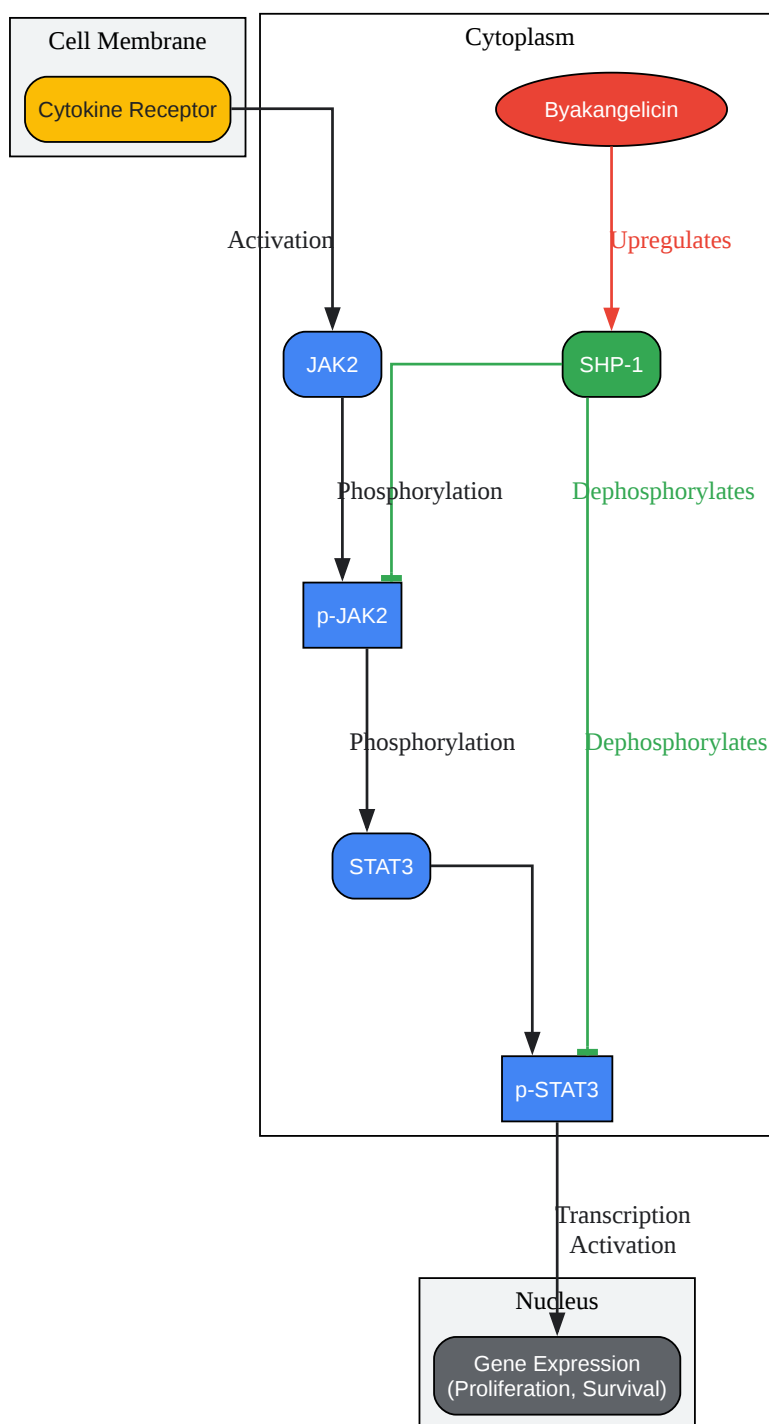 Cell Membrane
Cytoplasm
Cytokine Receptor
Byakangelicin
Activation
Upregulates
JAK2
SHP-1
Phosphorylation
Dephosphorylates
p-JAK2
Phosphorylation
Dephosphorylates
STAT3
p-STAT3
Transcription
Activation
Nucleus
Gene Expression
(Proliferation, Survival)